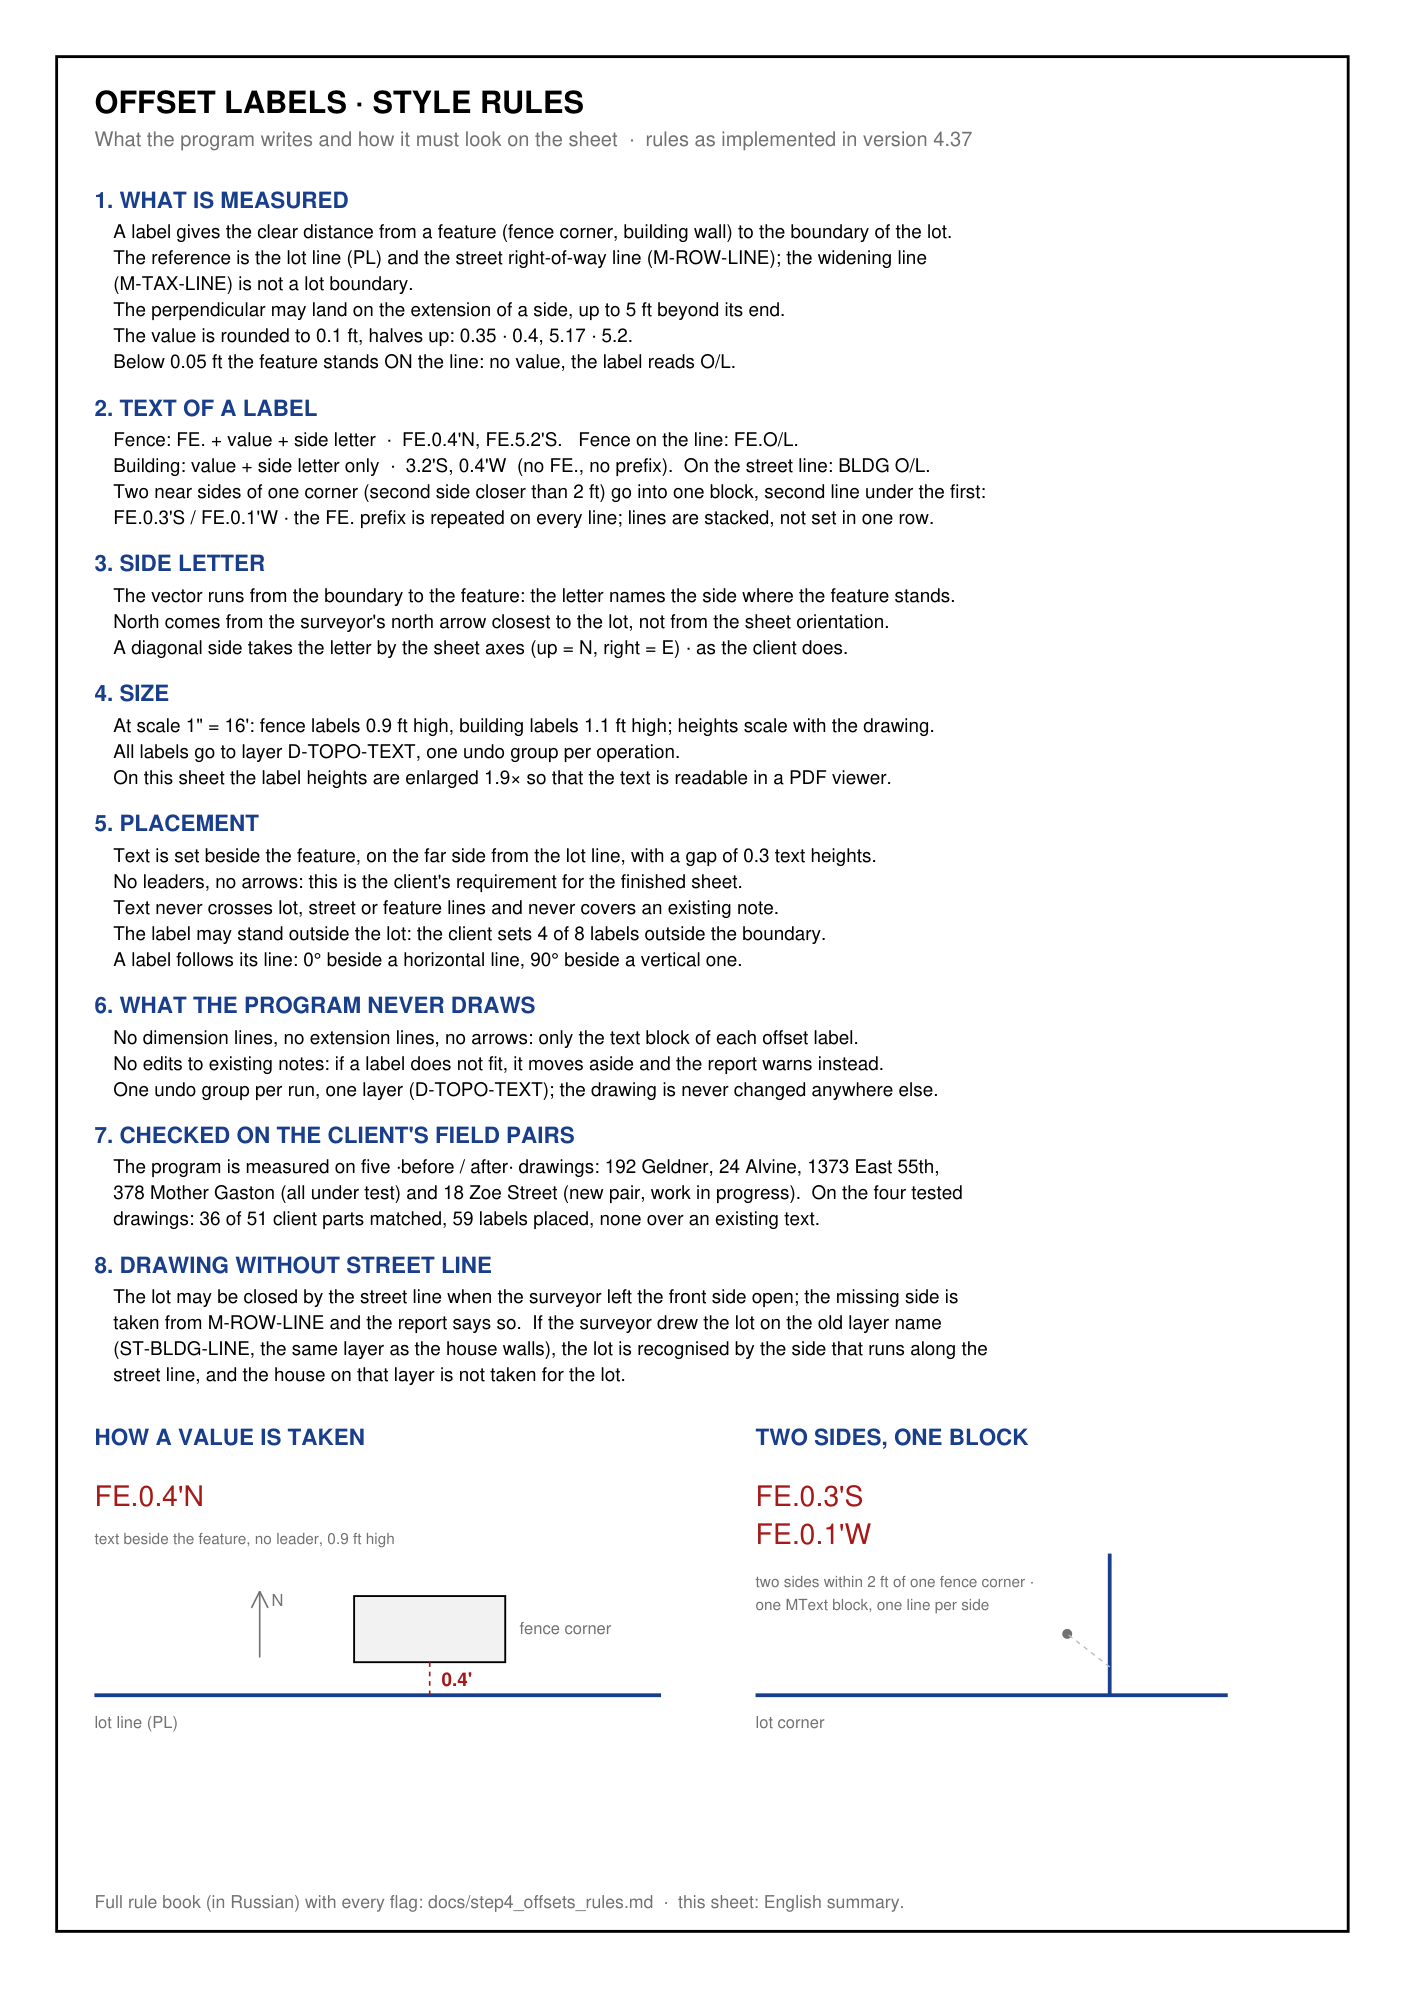 OFFSET LABELS · STYLE RULES
What the program writes and how it must look on the sheet · rules as implemented in version 4.37
1. WHAT IS MEASURED
A label gives the clear distance from a feature (fence corner, building wall) to the boundary of the lot.
The reference is the lot line (PL) and the street right-of-way line (M-ROW-LINE); the widening line
(M-TAX-LINE) is not a lot boundary.
The perpendicular may land on the extension of a side, up to 5 ft beyond its end.
The value is rounded to 0.1 ft, halves up: 0.35 · 0.4, 5.17 · 5.2.
Below 0.05 ft the feature stands ON the line: no value, the label reads O/L.
2. TEXT OF A LABEL
Fence: FE. + value + side letter · FE.0.4'N, FE.5.2'S. Fence on the line: FE.O/L.
Building: value + side letter only · 3.2'S, 0.4'W (no FE., no prefix). On the street line: BLDG O/L.
Two near sides of one corner (second side closer than 2 ft) go into one block, second line under the first:
FE.0.3'S / FE.0.1'W · the FE. prefix is repeated on every line; lines are stacked, not set in one row.
3. SIDE LETTER
The vector runs from the boundary to the feature: the letter names the side where the feature stands.
North comes from the surveyor's north arrow closest to the lot, not from the sheet orientation.
A diagonal side takes the letter by the sheet axes (up = N, right = E) · as the client does.
4. SIZE
At scale 1" = 16': fence labels 0.9 ft high, building labels 1.1 ft high; heights scale with the drawing.
All labels go to layer D-TOPO-TEXT, one undo group per operation.
On this sheet the label heights are enlarged 1.9× so that the text is readable in a PDF viewer.
5. PLACEMENT
Text is set beside the feature, on the far side from the lot line, with a gap of 0.3 text heights.
No leaders, no arrows: this is the client's requirement for the finished sheet.
Text never crosses lot, street or feature lines and never covers an existing note.
The label may stand outside the lot: the client sets 4 of 8 labels outside the boundary.
A label follows its line: 0° beside a horizontal line, 90° beside a vertical one.
6. WHAT THE PROGRAM NEVER DRAWS
No dimension lines, no extension lines, no arrows: only the text block of each offset label.
No edits to existing notes: if a label does not fit, it moves aside and the report warns instead.
One undo group per run, one layer (D-TOPO-TEXT); the drawing is never changed anywhere else.
7. CHECKED ON THE CLIENT'S FIELD PAIRS
The program is measured on five ·before / after· drawings: 192 Geldner, 24 Alvine, 1373 East 55th,
378 Mother Gaston (all under test) and 18 Zoe Street (new pair, work in progress). On the four tested
drawings: 36 of 51 client parts matched, 59 labels placed, none over an existing text.
8. DRAWING WITHOUT STREET LINE
The lot may be closed by the street line when the surveyor left the front side open; the missing side is
taken from M-ROW-LINE and the report says so. If the surveyor drew the lot on the old layer name
(ST-BLDG-LINE, the same layer as the house walls), the lot is recognised by the side that runs along the
street line, and the house on that layer is not taken for the lot.
HOW A VALUE IS TAKEN
FE.0.4'N
text beside the feature, no leader, 0.9 ft high
N
fence corner
0.4'
lot line (PL)
TWO SIDES, ONE BLOCK
FE.0.3'S
FE.0.1'W
two sides within 2 ft of one fence corner ·
one MText block, one line per side
lot corner
Full rule book (in Russian) with every flag: docs/step4_offsets_rules.md · this sheet: English summary.